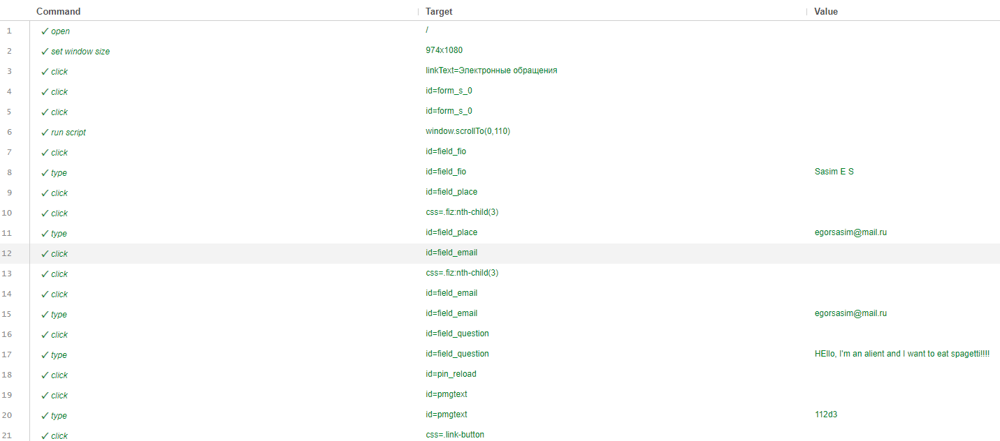 Command Target Value
1 ✓ open /
2 ✓ set window size 974x1080
3 ✓ click linkText=Электронные обращения
4 ✓ click id=form_s_0
5 ✓ click id=form_s_0
6 ✓ run script window.scrollTo(0,110)
7 ✓ click id=field_fio
8 ✓ type id=field_fio Sasim E S
9 ✓ click id=field_place
10 ✓ click css=.fiz:nth-child(3)
11 ✓ type id=field_place egorsasim@mail.ru
12 ✓ click id=field_email
13 ✓ click css=.fiz:nth-child(3)
14 ✓ click id=field_email
15 ✓ type id=field_email egorsasim@mail.ru
16 ✓ click id=field_question
17 ✓ type id=field_question HEllo, I'm an alient and I want to eat spagetti!!!!
18 ✓ click id=pin_reload
19 ✓ click id=pmgtext
20 ✓ type id=pmgtext 112d3
21 ✓ click css=.link-button